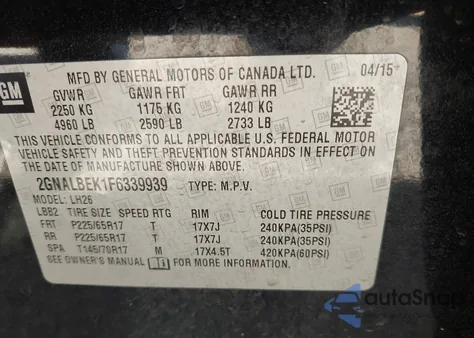 GM
MFD BY GENERAL MOTORS OF CANADA LTD. 04/15
GVWR GAWR FRT GAWR RR
2250 KG 1175 KG 1240 KG
4960 LB 2590 LB 2733 LB
THIS VEHICLE CONFORMS TO ALL APPLICABLE U.S. FEDERAL MOTOR
VEHICLE SAFETY AND THEFT PREVENTION STANDARDS IN EFFECT ON
THE DATE OF MANUFACTURE SHOWN ABOVE.
2GNALBEK1F6339939 TYPE: M.P.V.
MODEL: LH26
LBB2 TIRE SIZE SPEED RTG RIM COLD TIRE PRESSURE
FRT P225/65R17 T 17X7J 240KPA(35PSI)
RR P225/65R17 T 17X7J 240KPA(35PSI)
SPA T145/70R17 M 17X4.5T 420KPA(60PSI)
SEE OWNER'S MANUAL FOR MORE INFORMATION.
autoSnap